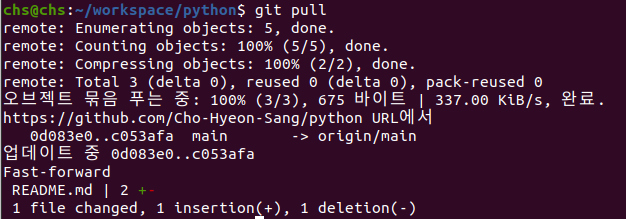 chs@chs:~/workspace/python$ git pull
remote: Enumerating objects: 5, done.
remote: Counting objects: 100% (5/5), done.
remote: Compressing objects: 100% (2/2), done.
remote: Total 3 (delta 0), reused 0 (delta 0), pack-reused 0
오브젝트 묶음 푸는 중: 100% (3/3), 675 바이트 | 337.00 KiB/s, 완료.
https://github.com/Cho-Hyeon-Sang/python URL에서
   0d083e0..c053afa  main       -> origin/main
업데이트 중 0d083e0..c053afa
Fast-forward
 README.md | 2 +-
 1 file changed, 1 insertion(+), 1 deletion(-)